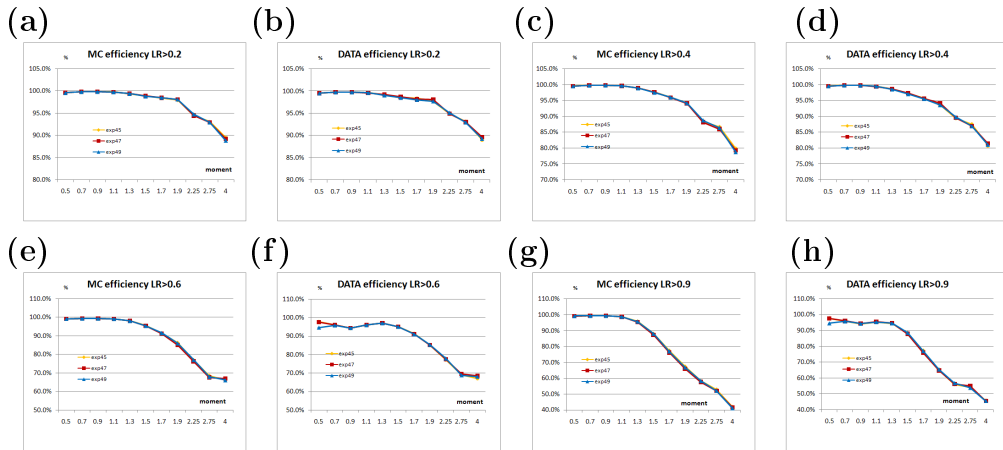 (a)
MC efficiency LR>0.2
%
105.0%
100.0%
95.0%
90.0%
85.0%
80.0%
exp45
exp47
exp49
moment
0.5 0.7 0.9 1.1 1.3 1.5 1.7 1.9 2.25 2.75 4
(b)
DATA efficiency LR>0.2
%
105.0%
100.0%
95.0%
90.0%
85.0%
80.0%
exp45
exp47
exp49
moment
0.5 0.7 0.9 1.1 1.3 1.5 1.7 1.9 2.25 2.75 4
(c)
MC efficiency LR>0.4
%
105.0%
100.0%
95.0%
90.0%
85.0%
80.0%
75.0%
70.0%
exp45
exp47
exp49
moment
0.5 0.7 0.9 1.1 1.3 1.5 1.7 1.9 2.25 2.75 4
(d)
DATA efficiency LR>0.4
%
105.0%
100.0%
95.0%
90.0%
85.0%
80.0%
75.0%
70.0%
exp45
exp47
exp49
moment
0.5 0.7 0.9 1.1 1.3 1.5 1.7 1.9 2.25 2.75 4
(e)
MC efficiency LR>0.6
%
110.0%
100.0%
90.0%
80.0%
70.0%
60.0%
50.0%
exp45
exp47
exp49
moment
0.5 0.7 0.9 1.1 1.3 1.5 1.7 1.9 2.25 2.75 4
(f)
DATA efficiency LR>0.6
%
110.0%
100.0%
90.0%
80.0%
70.0%
60.0%
50.0%
exp45
exp47
exp49
moment
0.5 0.7 0.9 1.1 1.3 1.5 1.7 1.9 2.25 2.75 4
(g)
MC efficiency LR>0.9
%
110.0%
100.0%
90.0%
80.0%
70.0%
60.0%
50.0%
40.0%
exp45
exp47
exp49
moment
0.5 0.7 0.9 1.1 1.3 1.5 1.7 1.9 2.25 2.75 4
(h)
DATA efficiency LR>0.9
%
110.0%
100.0%
90.0%
80.0%
70.0%
60.0%
50.0%
40.0%
exp45
exp47
exp49
moment
0.5 0.7 0.9 1.1 1.3 1.5 1.7 1.9 2.25 2.75 4